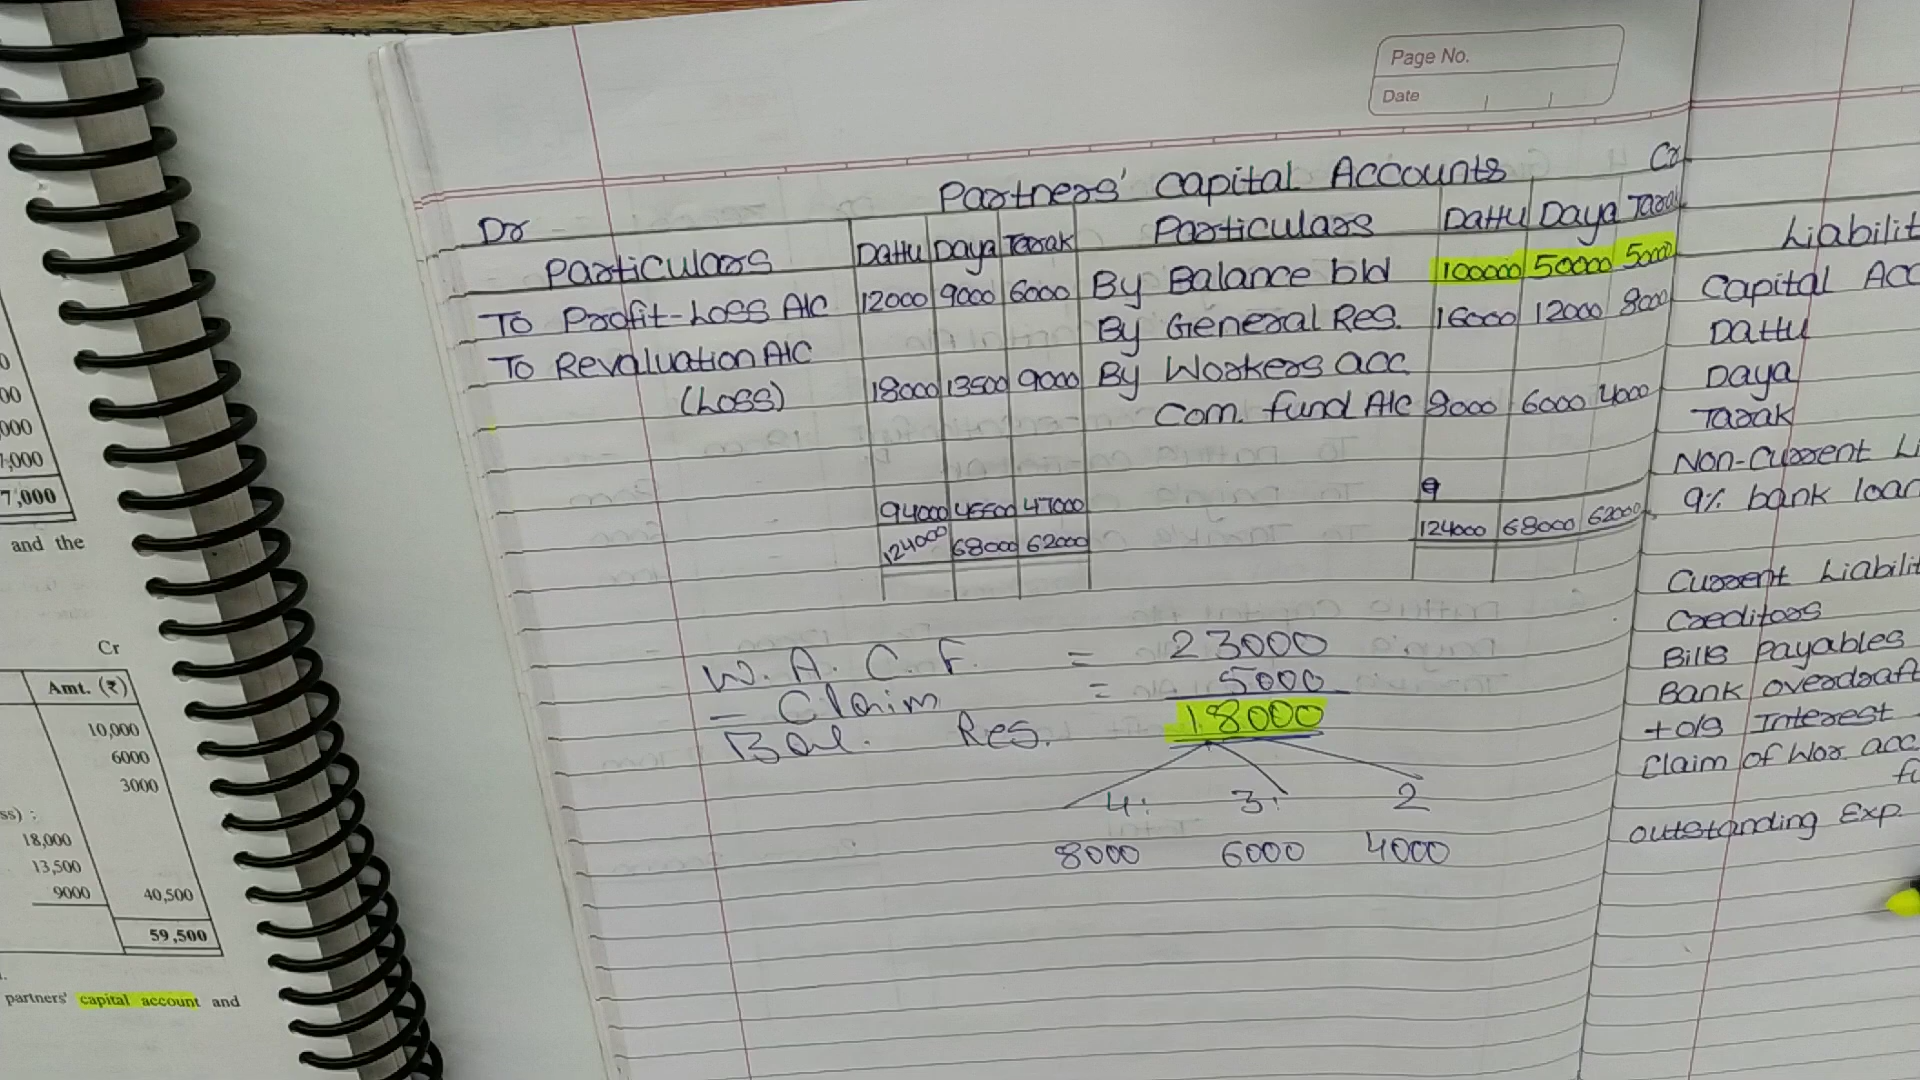 000
7,000
7,000
and the
Cr
Amt. (₹)
10,000
6000
3000
ss) :
18,000
13,500
9000 40,500
59,500
partners' capital account and
Page No.
Date
Partners' Capital Accounts
Dr Cr
Particulars Dattu Daya Tarak Particulars Dattu Daya Tarak
To Profit-Loss A/c 12000 9000 6000 By Balance b/d 100000 50000 5000
To Revaluation A/c By General Res. 16000 12000 8000
(Loss) 18000 13500 9000 By Workers acc
Com. fund A/c 8000 6000 4000
94000 45500 47000
124000 68000 62000 124000 68000 62000
W. A. C. F. = 23000
- Claim = 5000
Bal. Res. 18000
4: 3: 2
8000 6000 4000
Liabilit
Capital Acc
Dattu
Daya
Tarak
Non-Current Li
9% bank loan
Current Liabilit
Creditors
Bills Payables
Bank overdraft
+ o/s Interest
Claim of Wor. acc.
fu
outstanding Exp.